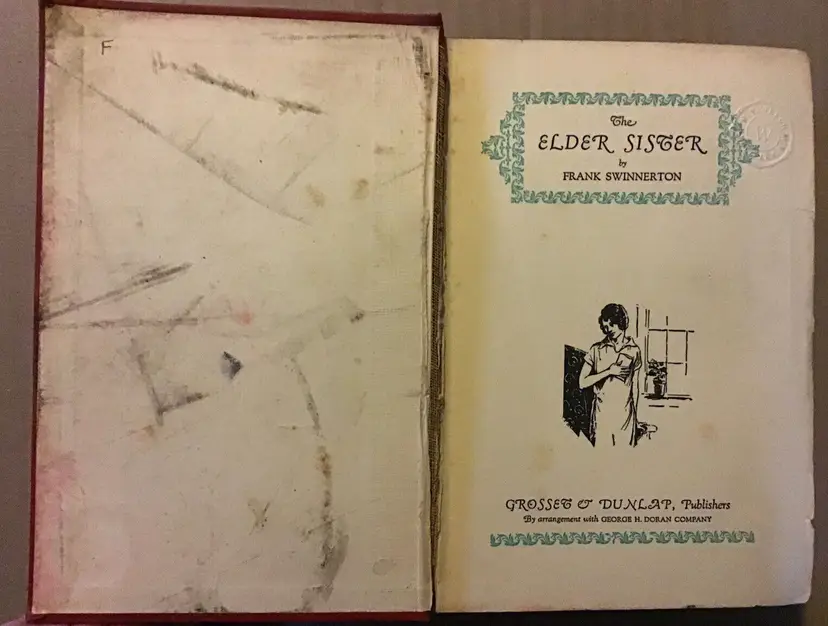 F
The
ELDER SISTER
by
FRANK SWINNERTON
W
GROSSET & DUNLAP, Publishers
By arrangement with GEORGE H. DORAN COMPANY